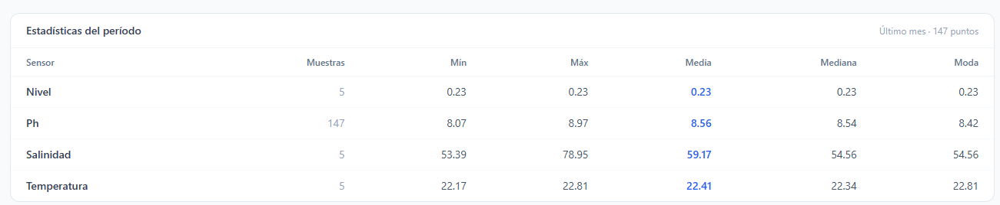 Estadísticas del período Último mes · 147 puntos
Sensor Muestras Mín Máx Media Mediana Moda
Nivel 5 0.23 0.23 0.23 0.23 0.23
Ph 147 8.07 8.97 8.56 8.54 8.42
Salinidad 5 53.39 78.95 59.17 54.56 54.56
Temperatura 5 22.17 22.81 22.41 22.34 22.81